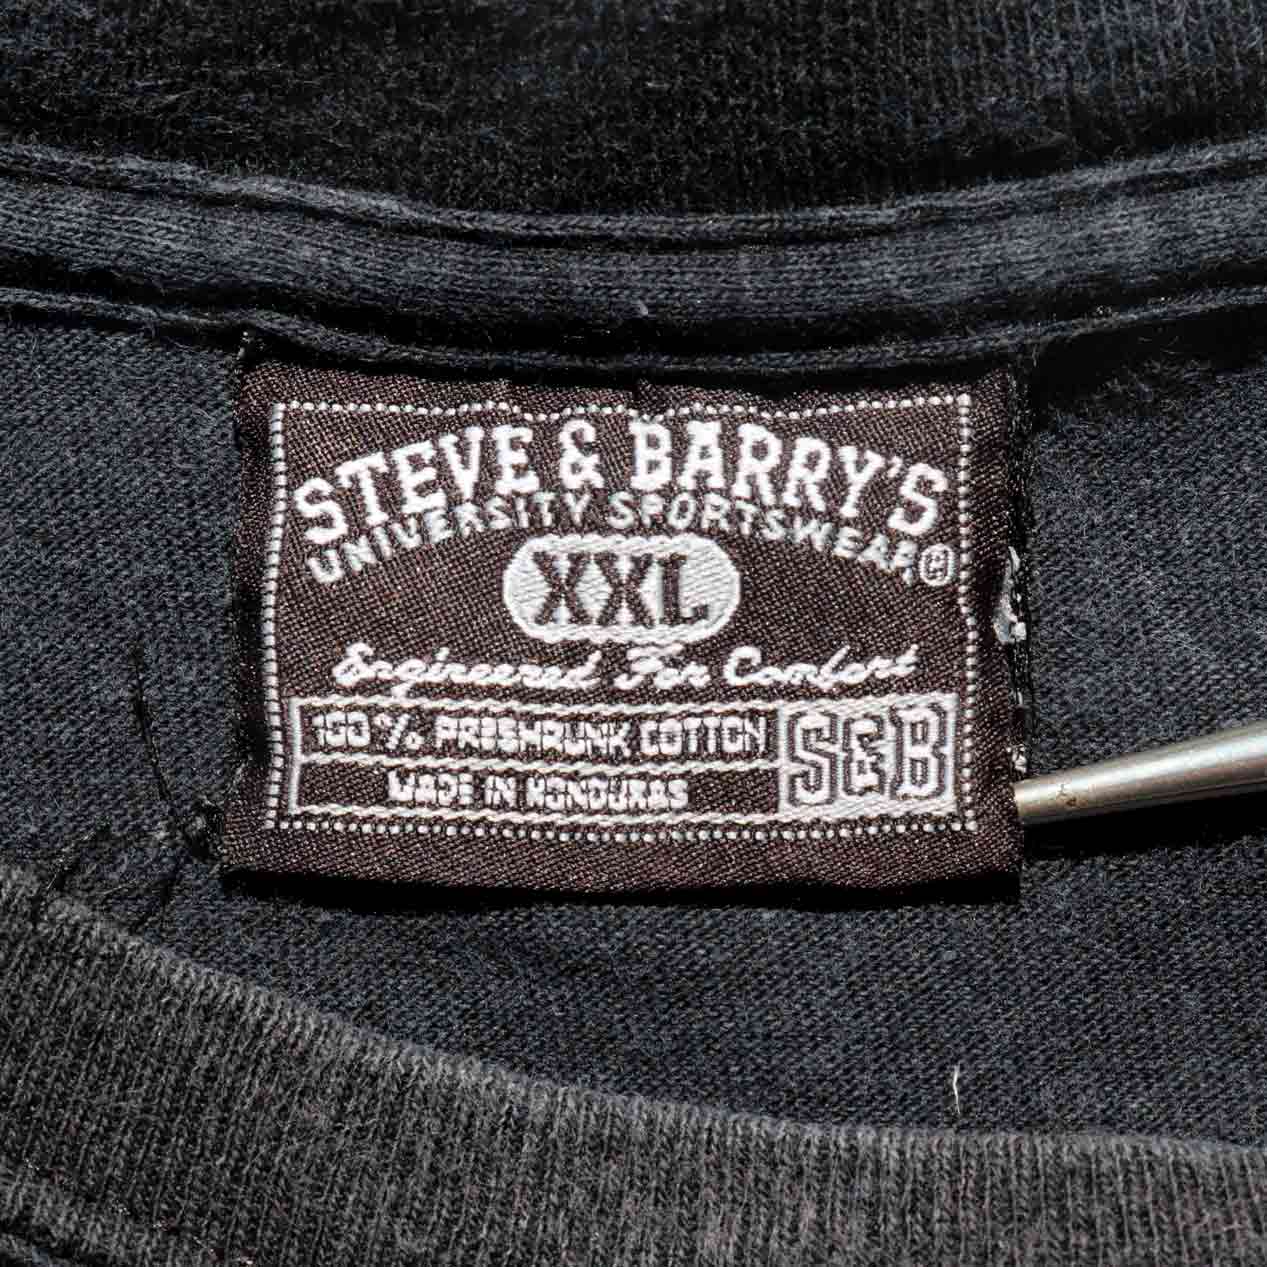 STEVE & BARRY'S
UNIVERSITY SPORTSWEAR®
XXL
Engineered For Comfort
100 % PRESHRUNK COTTON
MADE IN HONDURAS
S&B